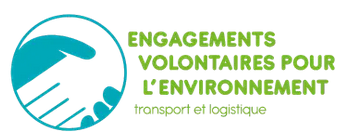 ENGAGEMENTS
VOLONTAIRES POUR
L'ENVIRONNEMENT
transport et logistique